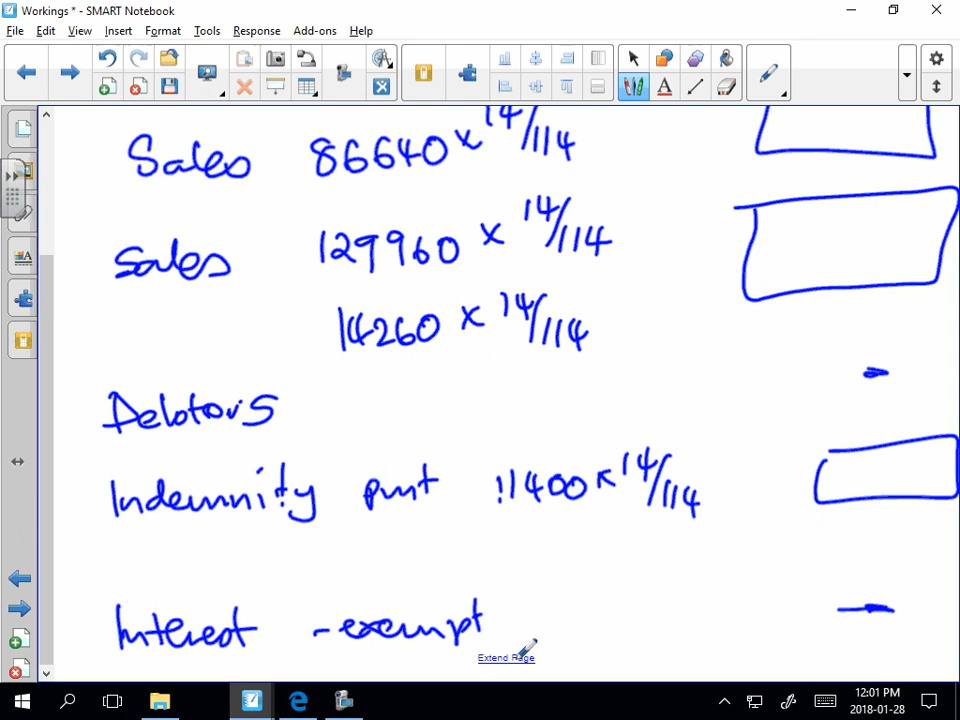 Workings * - SMART Notebook
File Edit View Insert Format Tools Response Add-ons Help
Sales 86640 x 14/114
Sales 129960 x 14/114
14260 x 14/114
Debtors
Indemnity pmt 11400 x 14/114
Interest - exempt
Extend Page
12:01 PM
2018-01-28